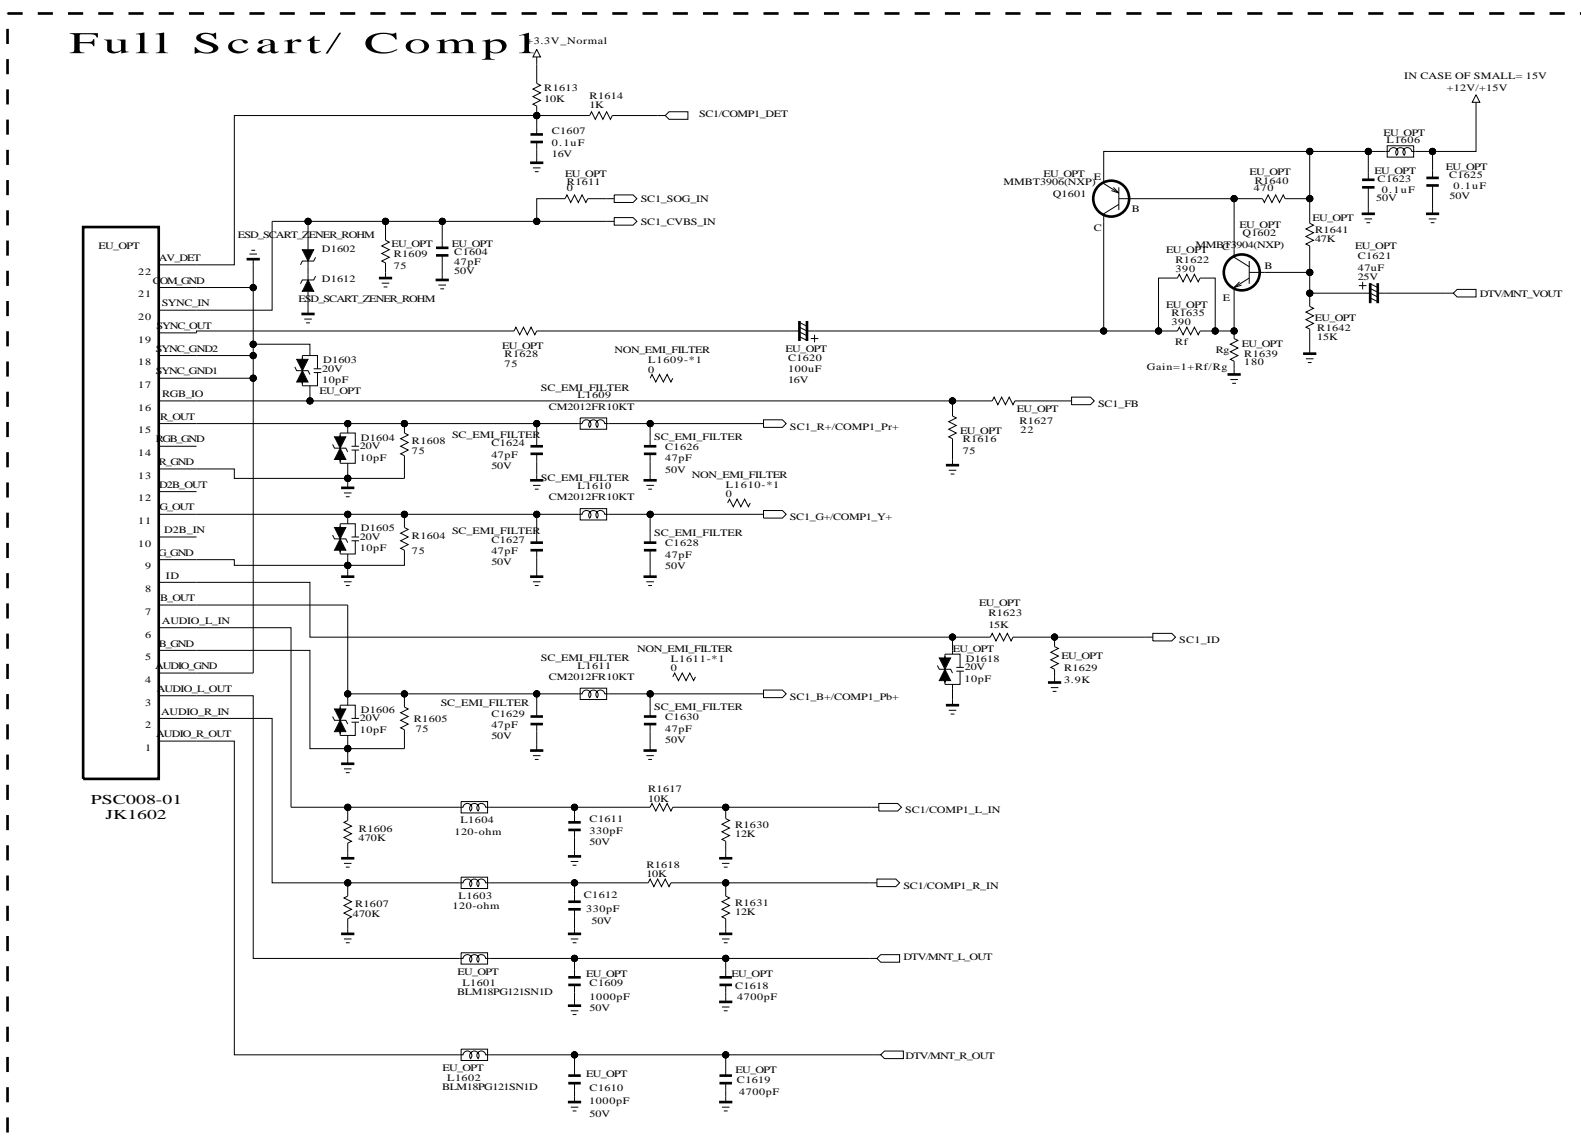 Full Scart/ Comp1
+3.3V_Normal
R1613
10K
R1614
1K
SC1/COMP1_DET
C1607
0.1uF
16V
EU_OPT
R1611
0
SC1_SOG_IN
SC1_CVBS_IN
IN CASE OF SMALL= 15V
+12V/+15V
EU_OPT
L1606
EU_OPT
C1623
0.1uF
50V
EU_OPT
C1625
0.1uF
50V
EU_OPT
MMBT3906(NXP)
Q1601
E
B
C
EU_OPT
R1640
470
EU_OPT
R1641
47K
EU_OPT
Q1602
MMBT3904(NXP)
C
B
E
EU_OPT
R1622
390
EU_OPT
R1635
390
Rf
EU_OPT
C1621
47uF
25V
+
DTV/MNT_VOUT
EU_OPT
R1642
15K
Rg
EU_OPT
R1639
180
Gain=1+Rf/Rg
ESD_SCART_ZENER_ROHM
D1602
D1612
ESD_SCART_ZENER_ROHM
EU_OPT
R1609
75
EU_OPT
C1604
47pF
50V
EU_OPT
AV_DET
22
COM_GND
21
SYNC_IN
20
SYNC_OUT
19
SYNC_GND2
18
SYNC_GND1
17
RGB_IO
16
R_OUT
15
RGB_GND
14
R_GND
13
D2B_OUT
12
G_OUT
11
D2B_IN
10
G_GND
9
ID
8
B_OUT
7
AUDIO_L_IN
6
B_GND
5
AUDIO_GND
4
AUDIO_L_OUT
3
AUDIO_R_IN
2
AUDIO_R_OUT
1
PSC008-01
JK1602
D1603
20V
10pF
EU_OPT
EU_OPT
R1628
75
EU_OPT
C1620
100uF
16V
+
NON_EMI_FILTER
L1609-*1
0
SC_EMI_FILTER
L1609
CM2012FR10KT
EU_OPT
R1616
75
EU_OPT
R1627
22
SC1_FB
D1604
20V
10pF
R1608
75
SC_EMI_FILTER
C1624
47pF
50V
SC_EMI_FILTER
C1626
47pF
50V
SC1_R+/COMP1_Pr+
SC_EMI_FILTER
L1610
CM2012FR10KT
NON_EMI_FILTER
L1610-*1
0
D1605
20V
10pF
R1604
75
SC_EMI_FILTER
C1627
47pF
50V
SC_EMI_FILTER
C1628
47pF
50V
SC1_G+/COMP1_Y+
EU_OPT
R1623
15K
SC1_ID
EU_OPT
D1618
20V
10pF
EU_OPT
R1629
3.9K
SC_EMI_FILTER
L1611
CM2012FR10KT
NON_EMI_FILTER
L1611-*1
0
D1606
20V
10pF
R1605
75
SC_EMI_FILTER
C1629
47pF
50V
SC_EMI_FILTER
C1630
47pF
50V
SC1_B+/COMP1_Pb+
R1606
470K
L1604
120-ohm
C1611
330pF
50V
R1617
10K
R1630
12K
SC1/COMP1_L_IN
R1607
470K
L1603
120-ohm
C1612
330pF
50V
R1618
10K
R1631
12K
SC1/COMP1_R_IN
EU_OPT
L1601
BLM18PG121SN1D
EU_OPT
C1609
1000pF
50V
EU_OPT
C1618
4700pF
DTV/MNT_L_OUT
EU_OPT
L1602
BLM18PG121SN1D
EU_OPT
C1610
1000pF
50V
EU_OPT
C1619
4700pF
DTV/MNT_R_OUT